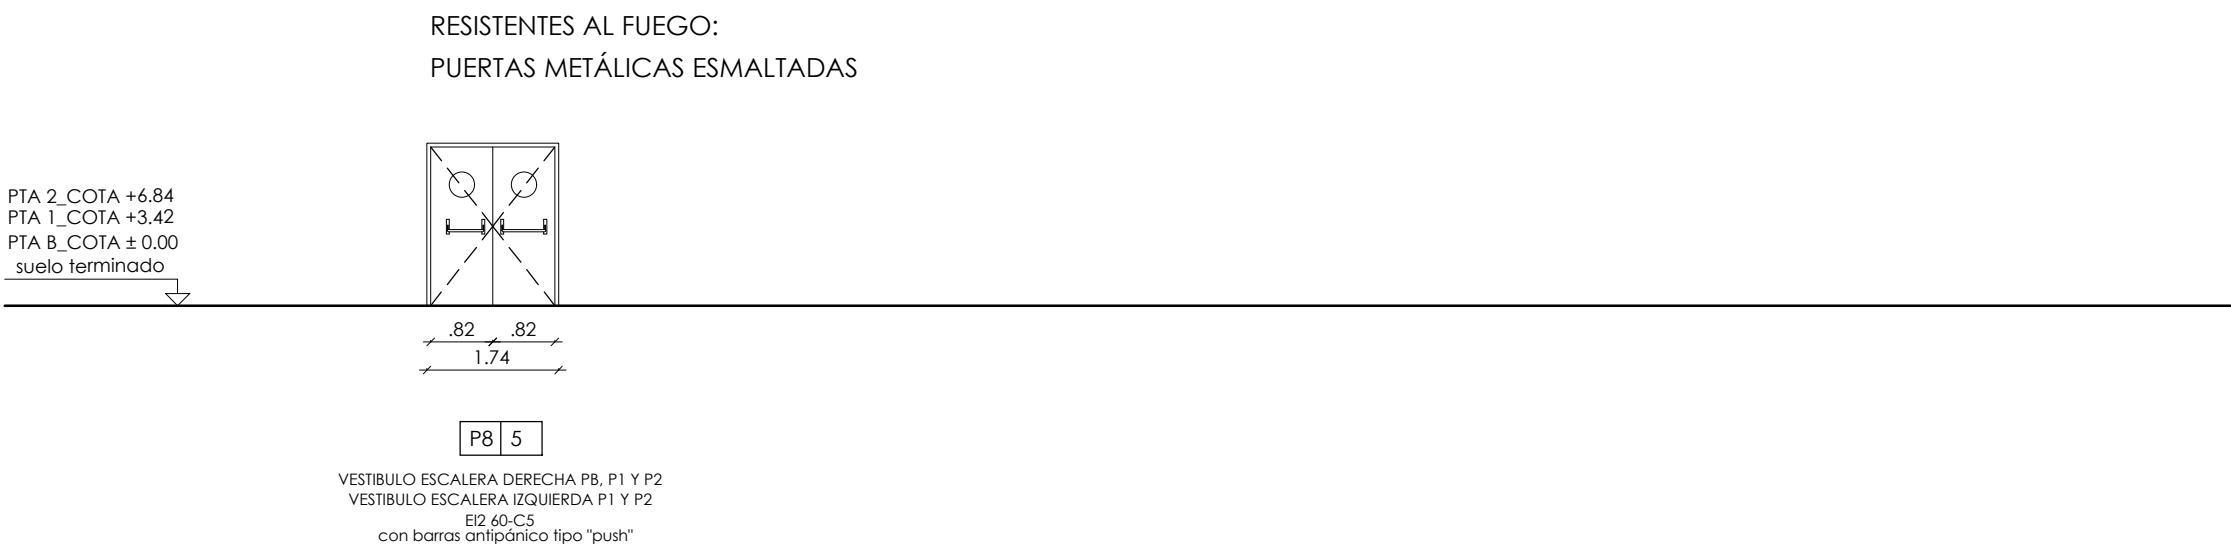 RESISTENTES AL FUEGO:
PUERTAS METÁLICAS ESMALTADAS
PTA 2_COTA +6.84
PTA 1_COTA +3.42
PTA B_COTA ± 0.00
suelo terminado
.82 .82
1.74
P8 5
VESTIBULO ESCALERA DERECHA PB, P1 Y P2
VESTIBULO ESCALERA IZQUIERDA P1 Y P2
EI2 60-C5
con barras antipánico tipo "push"